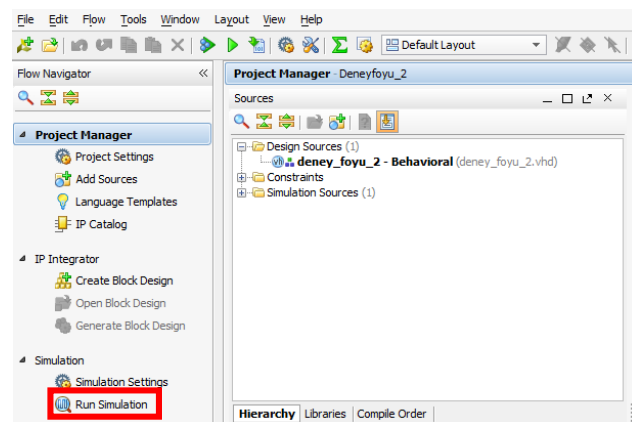 File Edit Flow Tools Window Layout View Help
Default Layout
Flow Navigator
Project Manager - Deneyfoyu_2
Sources
Project Manager
Project Settings
Add Sources
Language Templates
IP Catalog
IP Integrator
Create Block Design
Open Block Design
Generate Block Design
Simulation
Simulation Settings
Run Simulation
Design Sources (1)
deney_foyu_2 - Behavioral (deney_foyu_2.vhd)
Constraints
Simulation Sources (1)
Hierarchy Libraries Compile Order